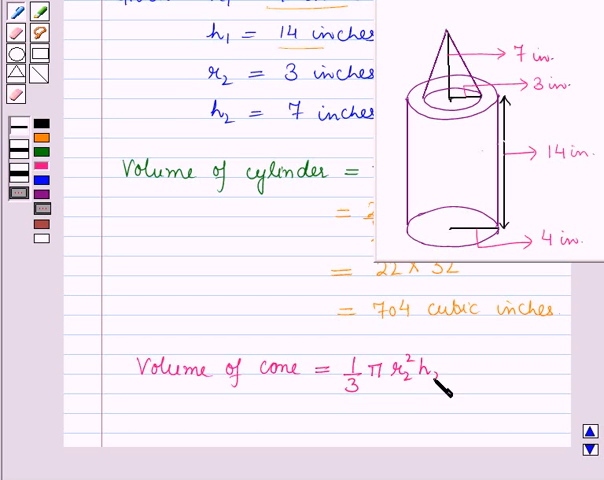 h₁ = 14 inches
r₂ = 3 inches
h₂ = 7 inches
7 in.
3 in.
14 in.
4 in.
Volume of cylinder =
=
= 22 × 32
= 704 cubic inches.
Volume of cone = 1/3 π r₂² h₂